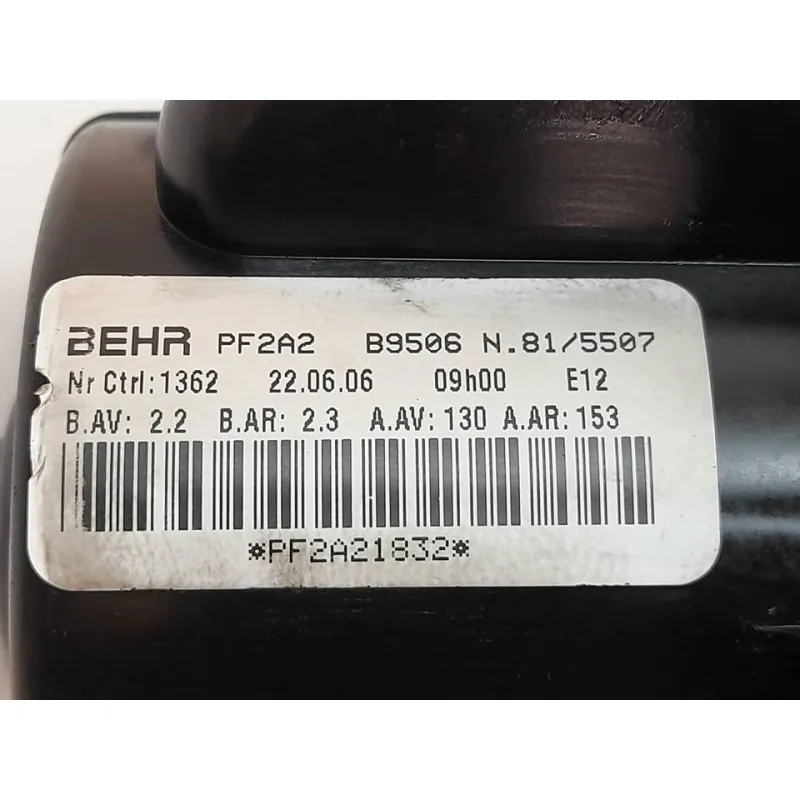 BEHR PF2A2 B9506 N.81/5507
Nr Ctrl:1362 22.06.06 09h00 E12
B.AV: 2.2 B.AR: 2.3 A.AV:130 A.AR:153
*PF2A21832*